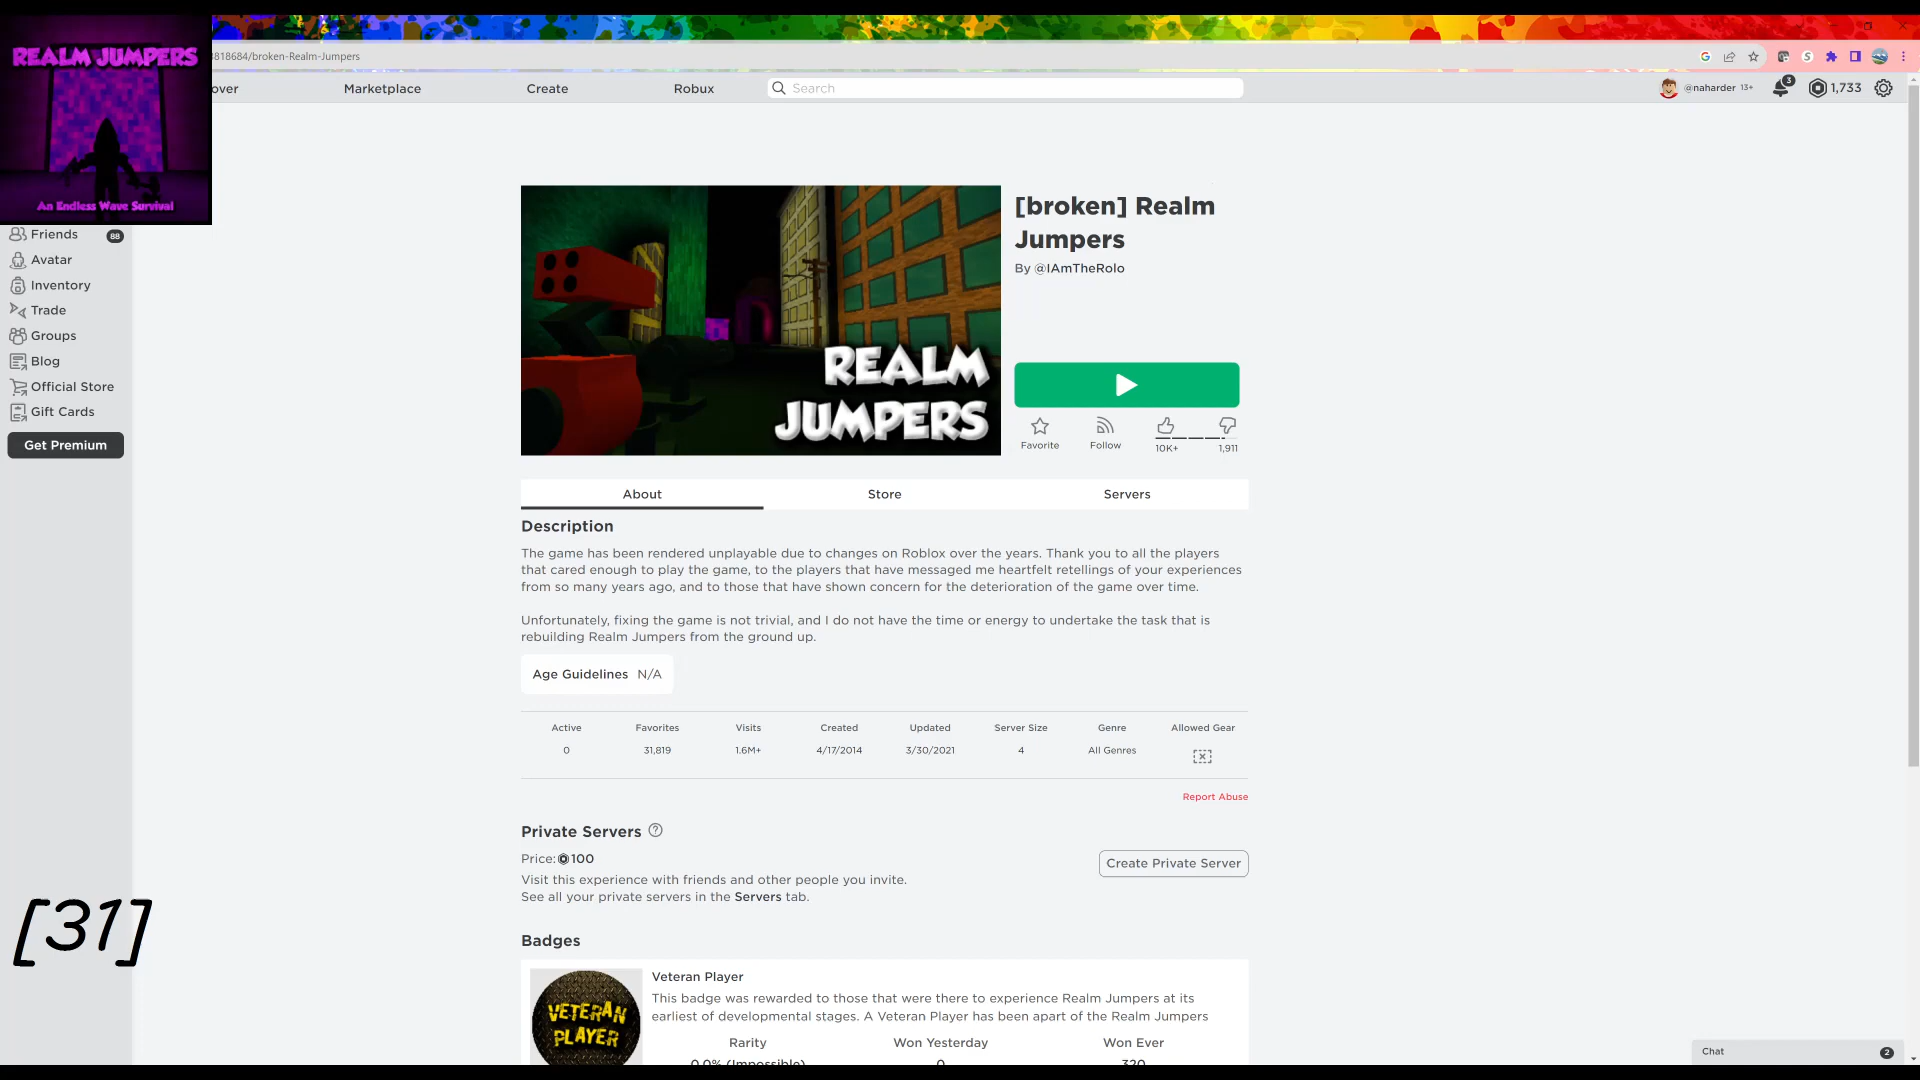 REALM JUMPERS
An Endless Wave Survival
3818684/broken-Realm-Jumpers
over
Marketplace
Create
Robux
Search
@naharder 13+
3
1,733
Friends
88
Avatar
Inventory
Trade
Groups
Blog
Official Store
Gift Cards
Get Premium
REALM
JUMPERS
[broken] Realm
Jumpers
By @IAmTheRolo
Favorite
Follow
10K+
1,911
About
Store
Servers
Description
The game has been rendered unplayable due to changes on Roblox over the years. Thank you to all the players
that cared enough to play the game, to the players that have messaged me heartfelt retellings of your experiences
from so many years ago, and to those that have shown concern for the deterioration of the game over time.
Unfortunately, fixing the game is not trivial, and I do not have the time or energy to undertake the task that is
rebuilding Realm Jumpers from the ground up.
Age Guidelines N/A
Active Favorites Visits Created Updated Server Size Genre Allowed Gear
0 31,819 1.6M+ 4/17/2014 3/30/2021 4 All Genres
Report Abuse
Private Servers
Price: 100
Create Private Server
Visit this experience with friends and other people you invite.
See all your private servers in the Servers tab.
[31]
Badges
VETERAN
PLAYER
Veteran Player
This badge was rewarded to those that were there to experience Realm Jumpers at its
earliest of developmental stages. A Veteran Player has been apart of the Realm Jumpers
Rarity Won Yesterday Won Ever
0.0% (Impossible) 0 320
Chat
2